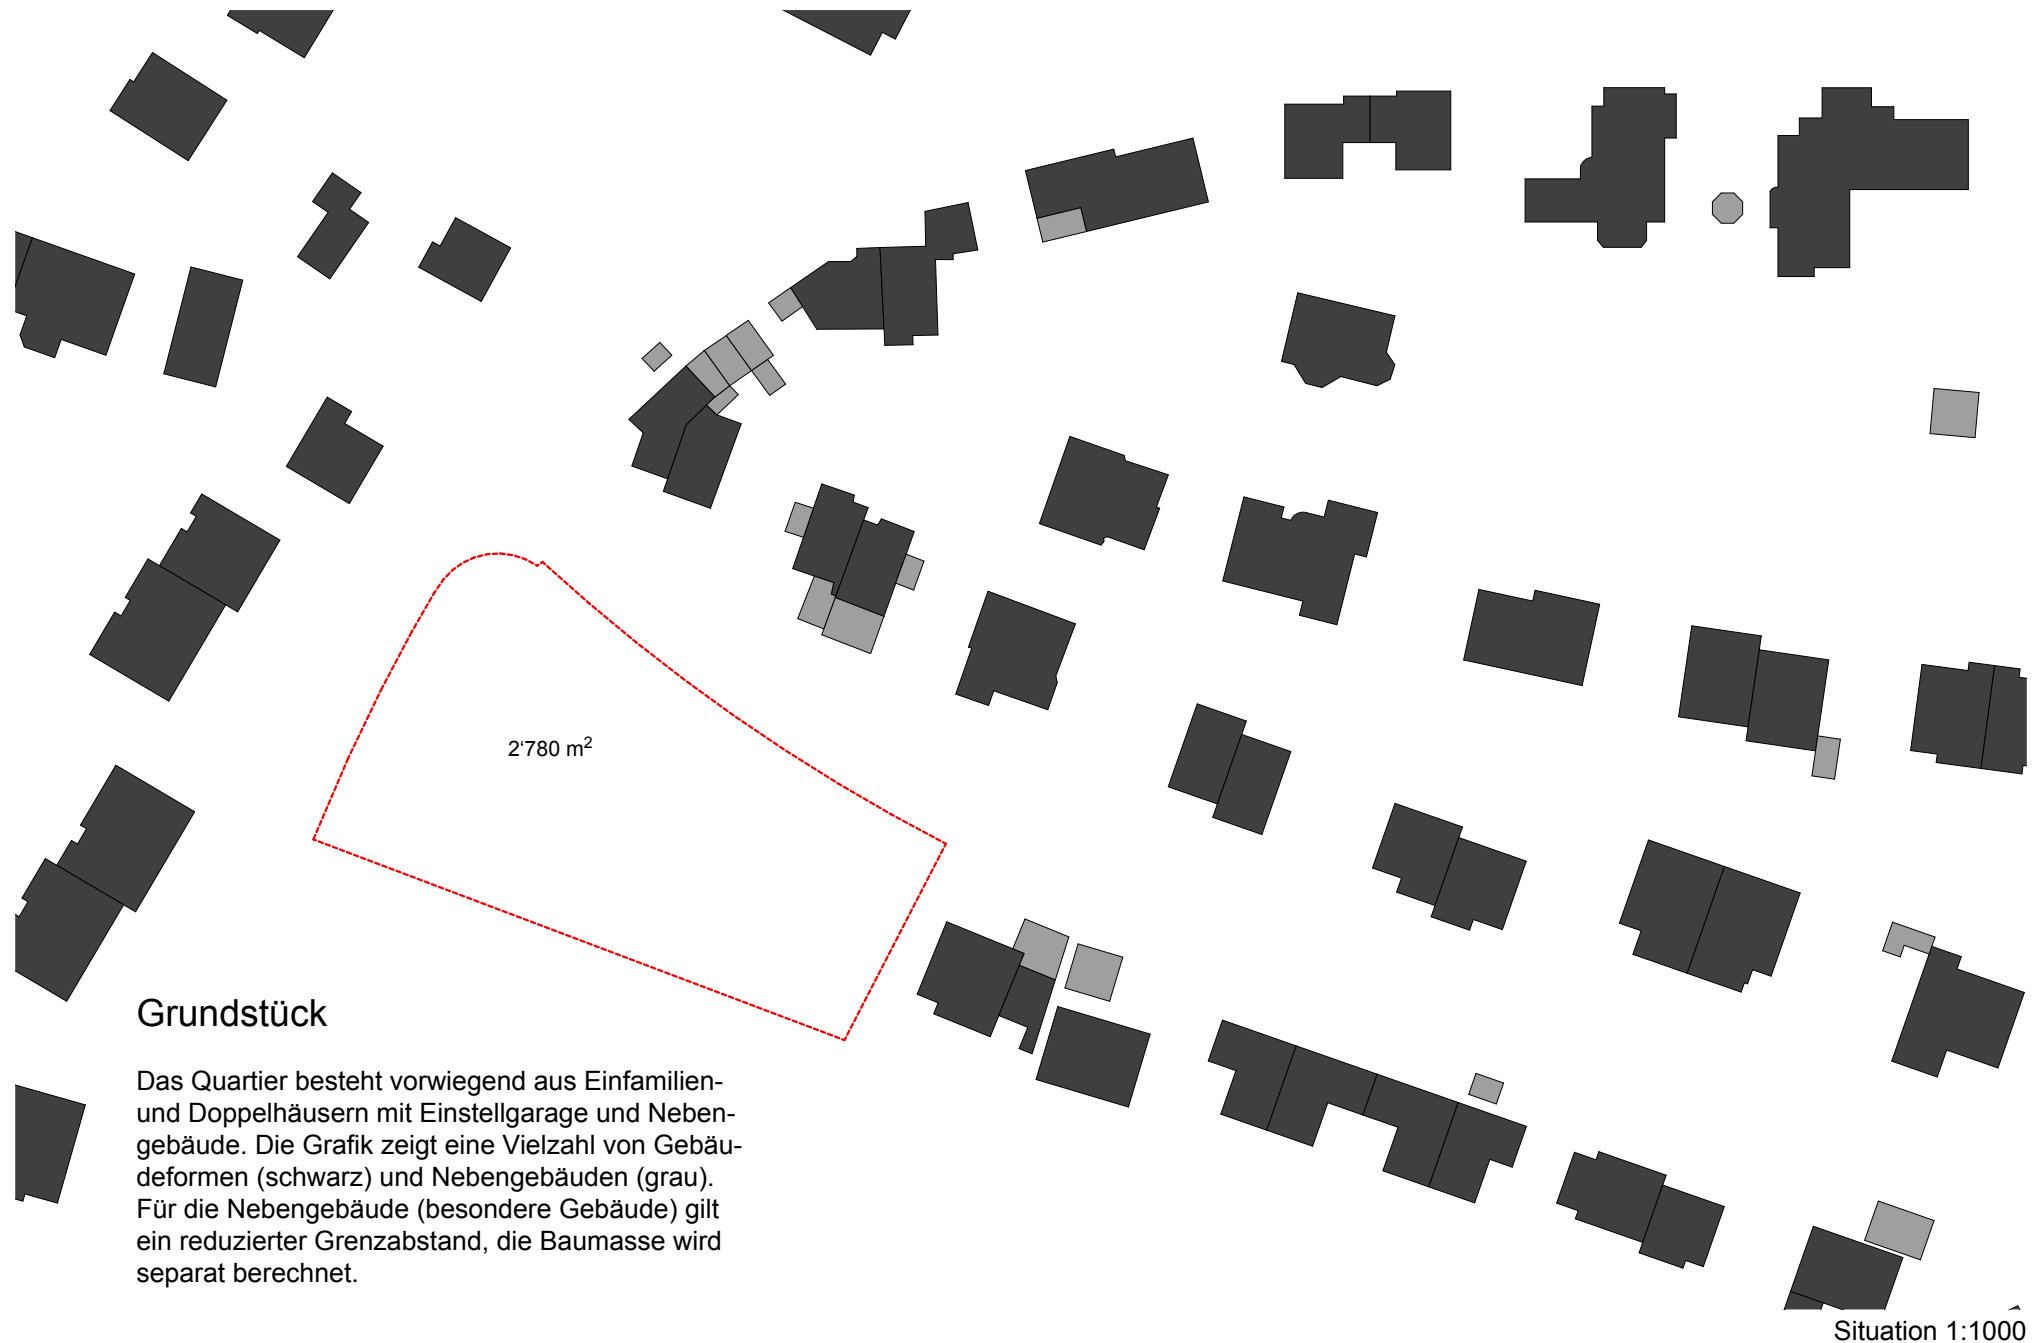 2‘780 m²
Grundstück
Das Quartier besteht vorwiegend aus Einfamilien-
und Doppelhäusern mit Einstellgarage und Neben-
gebäude. Die Grafik zeigt eine Vielzahl von Gebäu-
deformen (schwarz) und Nebengebäuden (grau).
Für die Nebengebäude (besondere Gebäude) gilt
ein reduzierter Grenzabstand, die Baumasse wird
separat berechnet.
Situation 1:1000